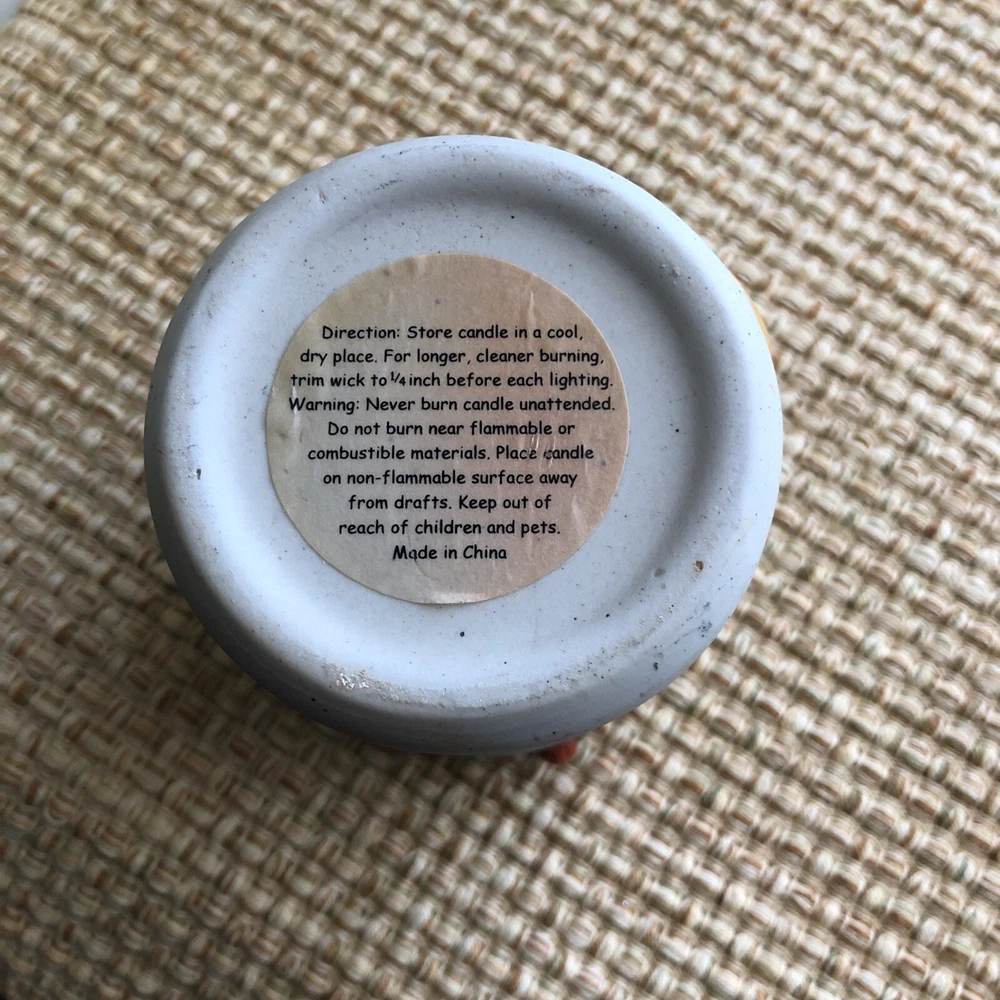 Direction: Store candle in a cool,
dry place. For longer, cleaner burning,
trim wick to ¼ inch before each lighting.
Warning: Never burn candle unattended.
Do not burn near flammable or
combustible materials. Place candle
on non-flammable surface away
from drafts. Keep out of
reach of children and pets.
Made in China